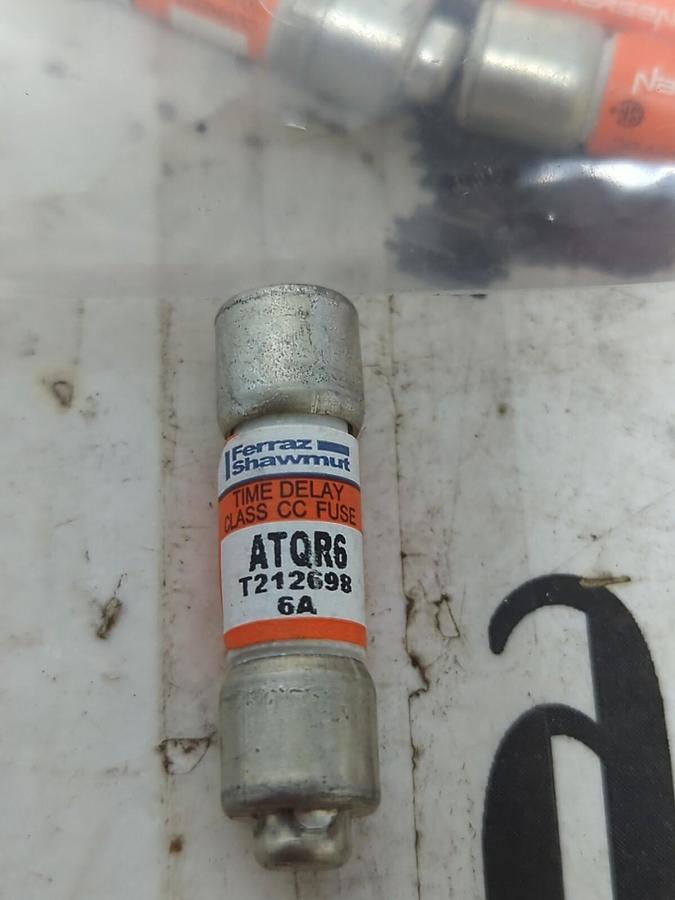 Ferraz
Shawmut
TIME DELAY
CLASS CC FUSE
ATQR6
T212698
6A
a